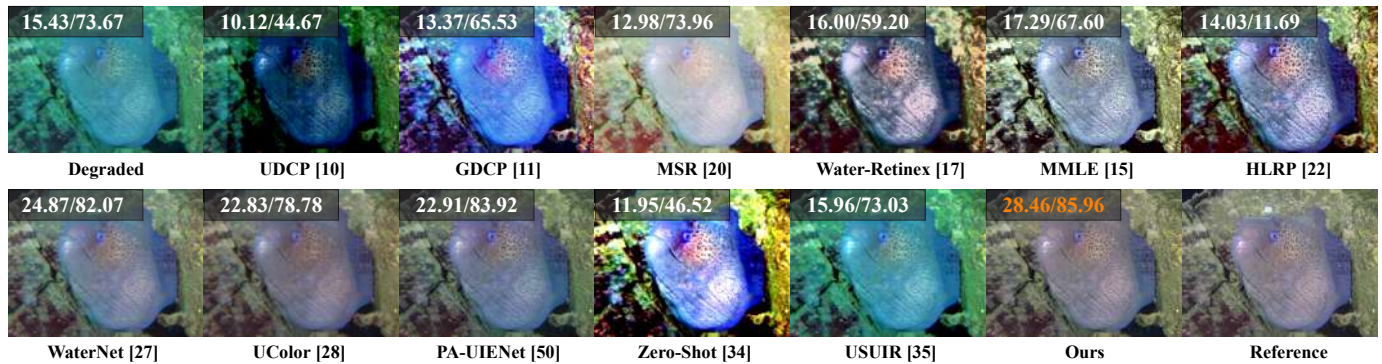 15.43/73.67 10.12/44.67 13.37/65.53 12.98/73.96 16.00/59.20 17.29/67.60 14.03/11.69
Degraded UDCP [10] GDCP [11] MSR [20] Water-Retinex [17] MMLE [15] HLRP [22]
24.87/82.07 22.83/78.78 22.91/83.92 11.95/46.52 15.96/73.03 28.46/85.96
WaterNet [27] UColor [28] PA-UIENet [50] Zero-Shot [34] USUIR [35] Ours Reference